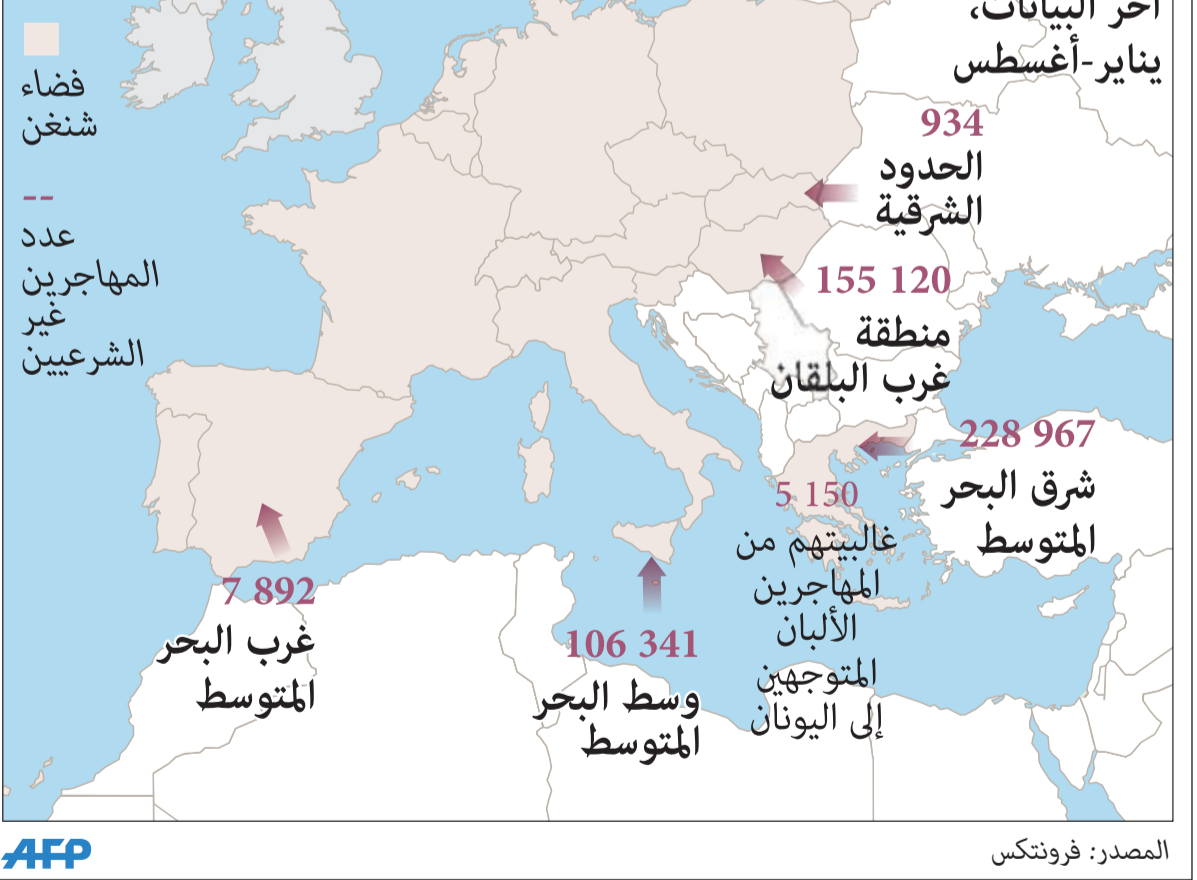 آخر البيانات،
يناير-أغسطس
فضاء
شنغن
--
عدد
المهاجرين
غير
الشرعيين
934
الحدود
الشرقية
155 120
منطقة
غرب البلقان
228 967
شرق البحر
المتوسط
5 150
غالبيتهم من
المهاجرين
الألبان
المتوجهين
إلى اليونان
106 341
وسط البحر
المتوسط
7 892
غرب البحر
المتوسط
المصدر: فرونتكس
AFP